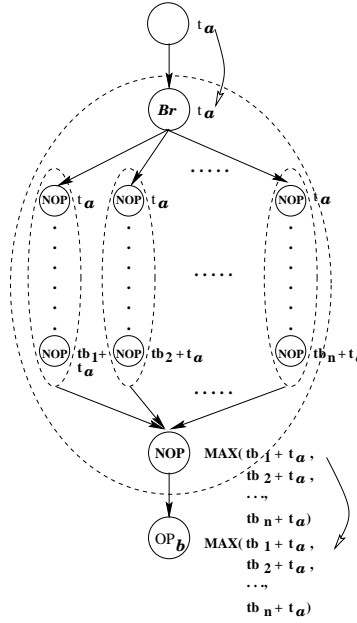 t a
Br t a
.....
NOP t a NOP t a NOP t a
.....
NOP tb 1 + t a NOP tb 2 + t a NOP tb n + t
.....
NOP MAX( tb 1 + t a ,
tb 2 + t a ,
...,
tb n + t a )
OP b MAX( tb 1 + t a ,
tb 2 + t a ,
...,
tb n + t a )